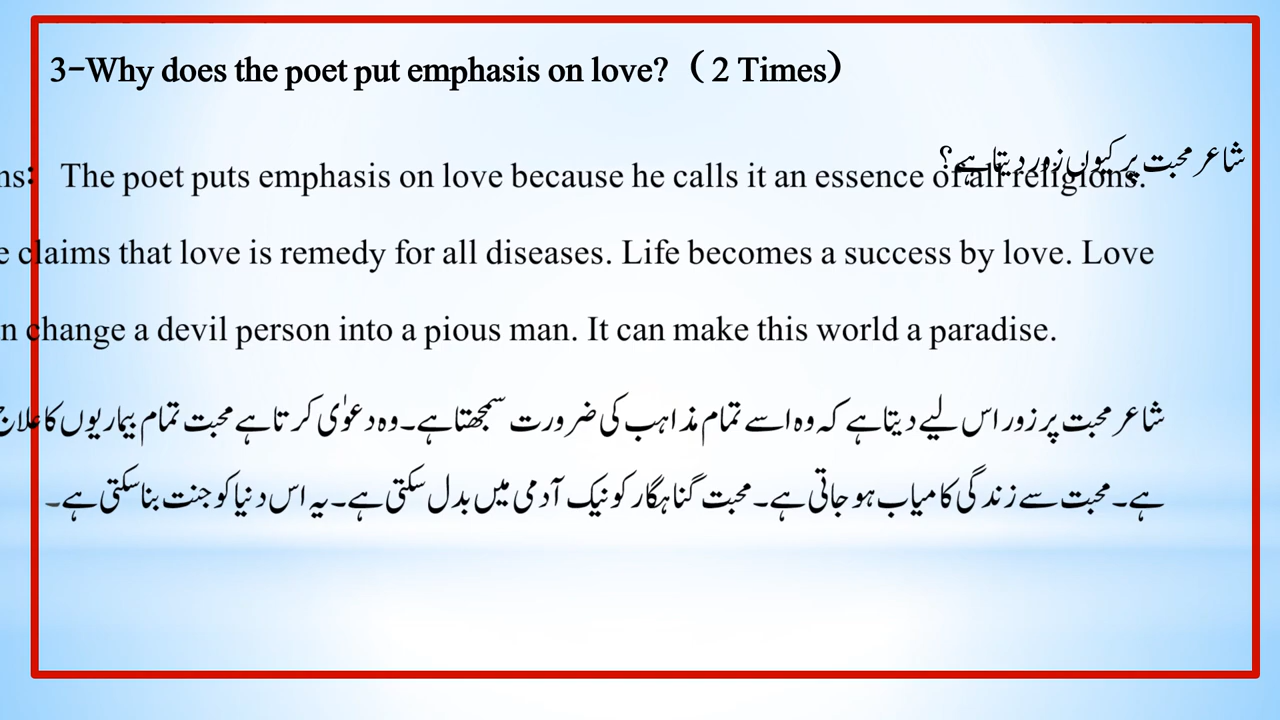 3-Why does the poet put emphasis on love? ( 2 Times)
شاعر محبت پر کیوں زور دیتا ہے؟
ns: The poet puts emphasis on love because he calls it an essence of all religions.
e claims that love is remedy for all diseases. Life becomes a success by love. Love
n change a devil person into a pious man. It can make this world a paradise.
شاعر محبت پر زور اس لیے دیتا ہے کہ وہ اسے تمام مذاہب کی ضرورت سمجھتا ہے۔ وہ دعویٰ کرتا ہے محبت تمام بیماریوں کا علاج
ہے۔ محبت سے زندگی کامیاب ہو جاتی ہے۔ محبت گناہگار کو نیک آدمی میں بدل سکتی ہے۔ یہ اس دنیا کو جنت بنا سکتی ہے۔